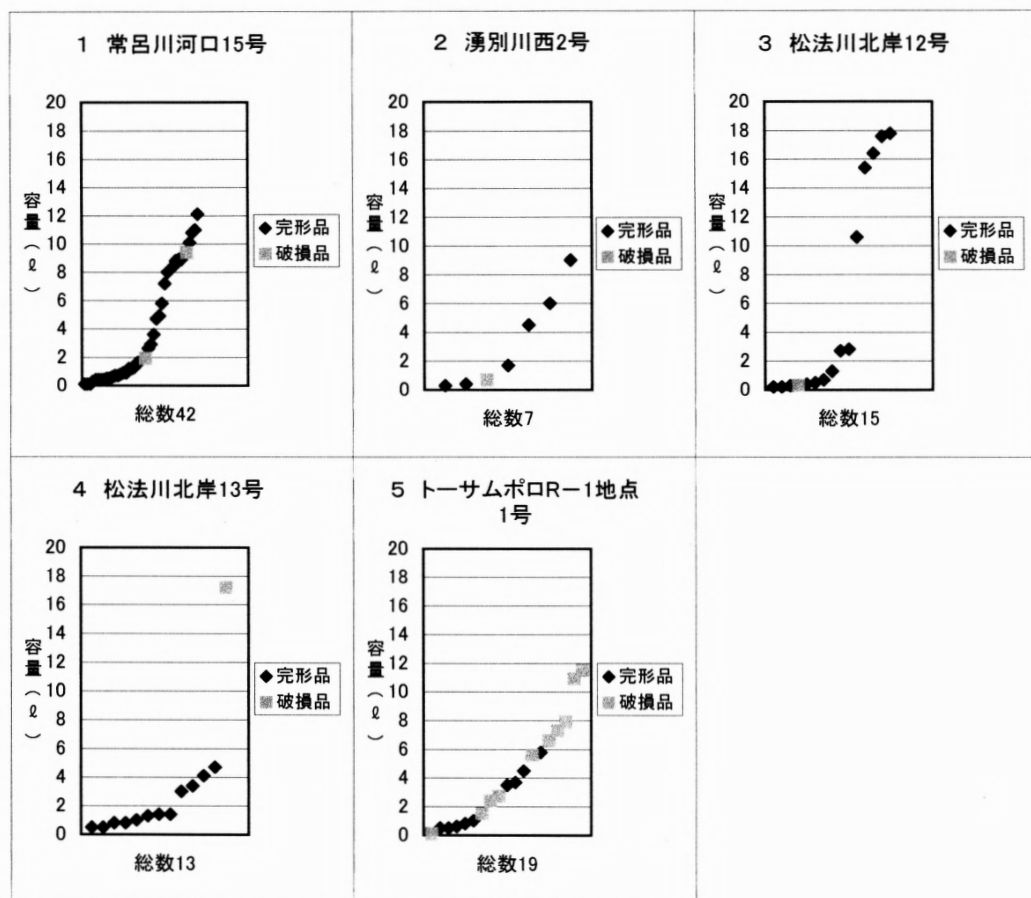 1 常呂川河口15号
20
18
16
14
12
10
8
6
4
2
0
容量（ℓ）
完形品
破損品
総数42
2 湧別川西2号
20
18
16
14
12
10
8
6
4
2
0
容量（ℓ）
完形品
破損品
総数7
3 松法川北岸12号
20
18
16
14
12
10
8
6
4
2
0
容量（ℓ）
完形品
破損品
総数15
4 松法川北岸13号
20
18
16
14
12
10
8
6
4
2
0
容量（ℓ）
完形品
破損品
総数13
5 トーサムポロR－1地点
1号
20
18
16
14
12
10
8
6
4
2
0
容量（ℓ）
完形品
破損品
総数19